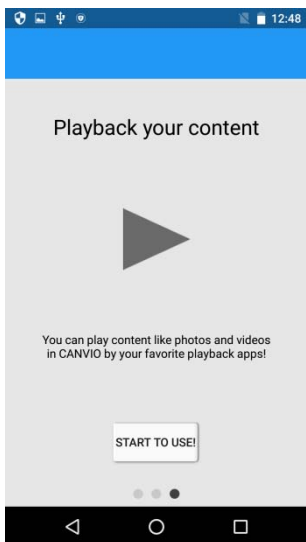 12:48
Playback your content
You can play content like photos and videos
in CANVIO by your favorite playback apps!
START TO USE!